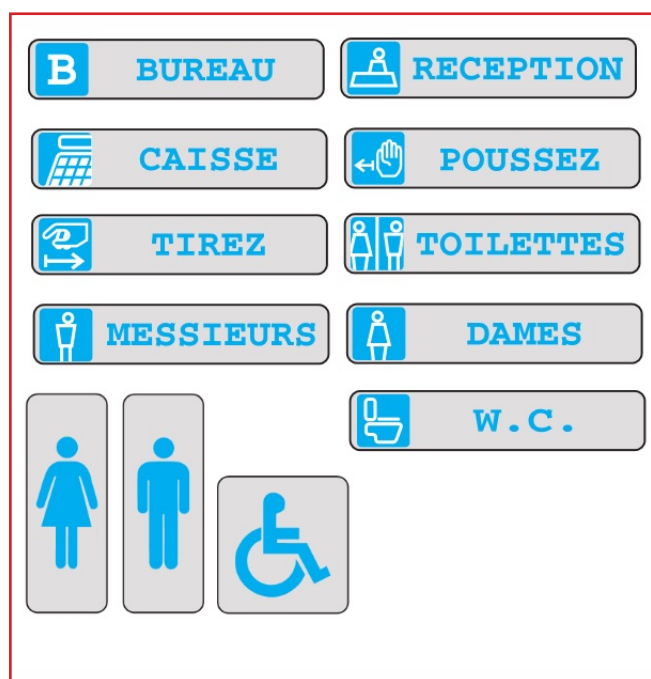 B BUREAU
RECEPTION
CAISSE
POUSSEZ
TIREZ
TOILETTES
MESSIEURS
DAMES
W.C.